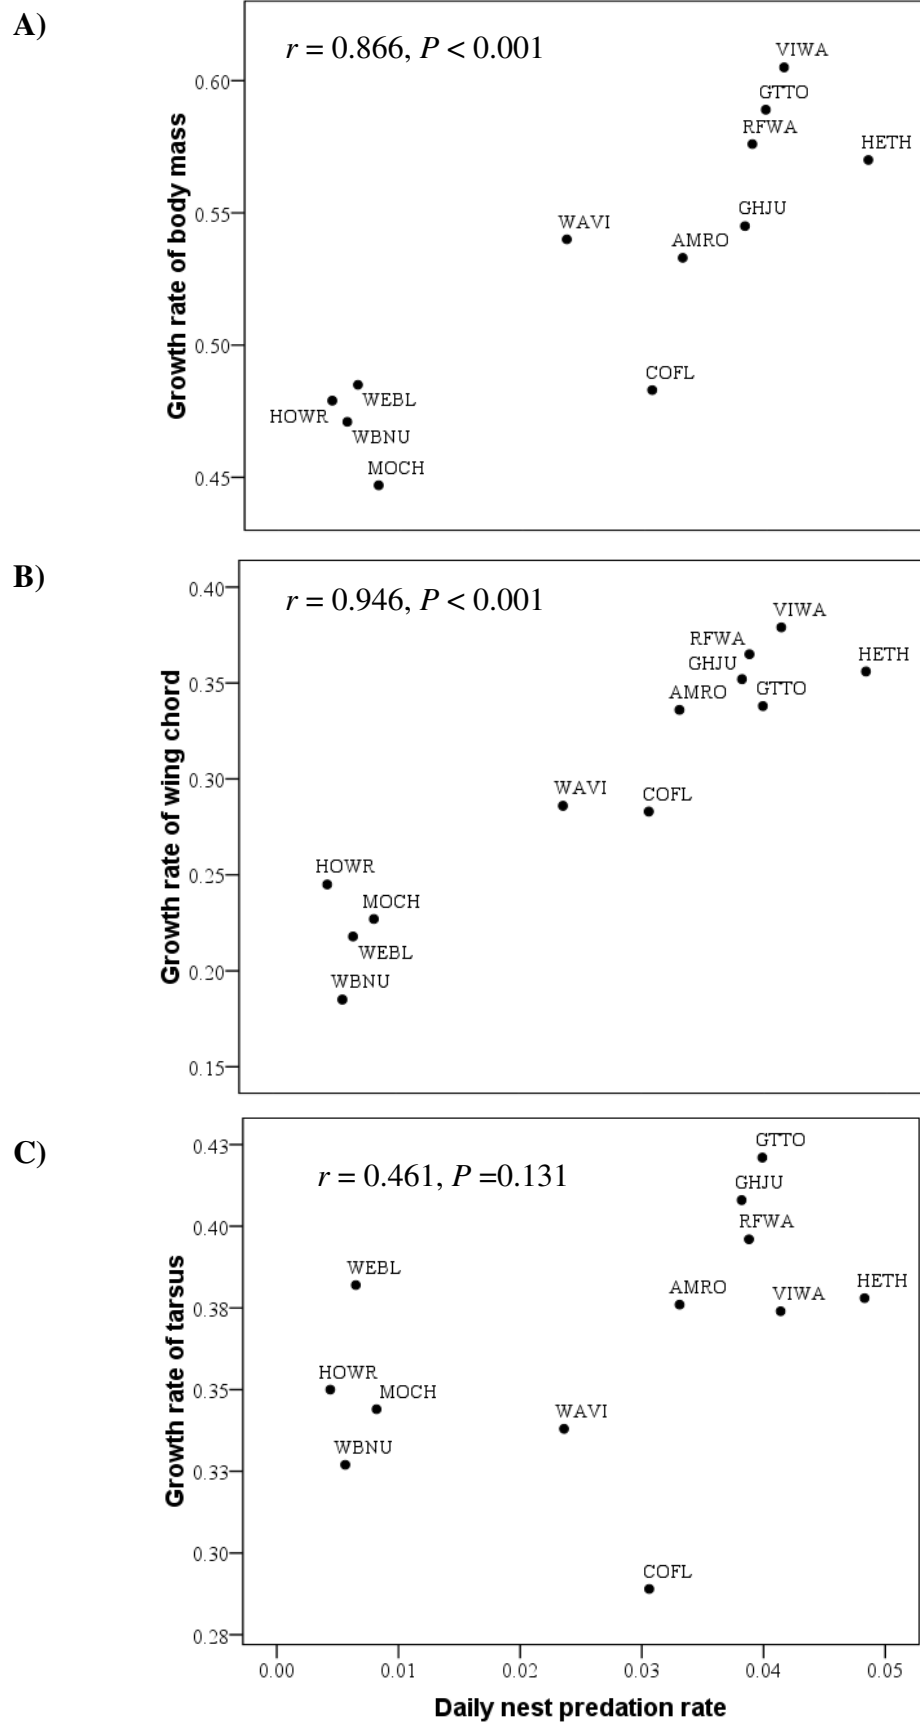 A)
r = 0.866, P < 0.001
Growth rate of body mass
0.60
0.55
0.50
0.45
VIWA
GTTO
RFWA
HETH
GHJU
WAVI
AMRO
COFL
WEBL
HOWR
WBNU
MOCH
B)
r = 0.946, P < 0.001
Growth rate of wing chord
0.40
0.35
0.30
0.25
0.20
0.15
VIWA
RFWA
HETH
GHJU
GTTO
AMRO
WAVI
COFL
HOWR
MOCH
WEBL
WBNU
C)
r = 0.461, P =0.131
Growth rate of tarsus
0.43
0.40
0.38
0.35
0.33
0.30
0.28
GTTO
GHJU
RFWA
WEBL
HETH
AMRO
VIWA
HOWR
MOCH
WAVI
WBNU
COFL
0.00 0.01 0.02 0.03 0.04 0.05
Daily nest predation rate